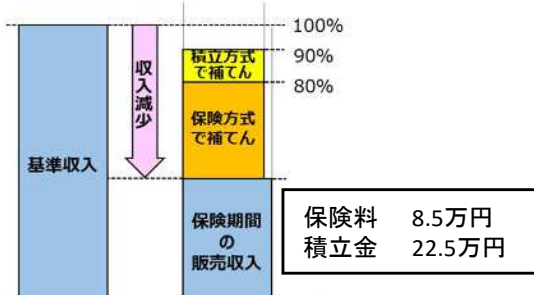 100%
90%
80%
収入減少
積立方式
で補てん
保険方式
で補てん
基準収入
保険期間
の
販売収入
保険料 8.5万円
積立金 22.5万円